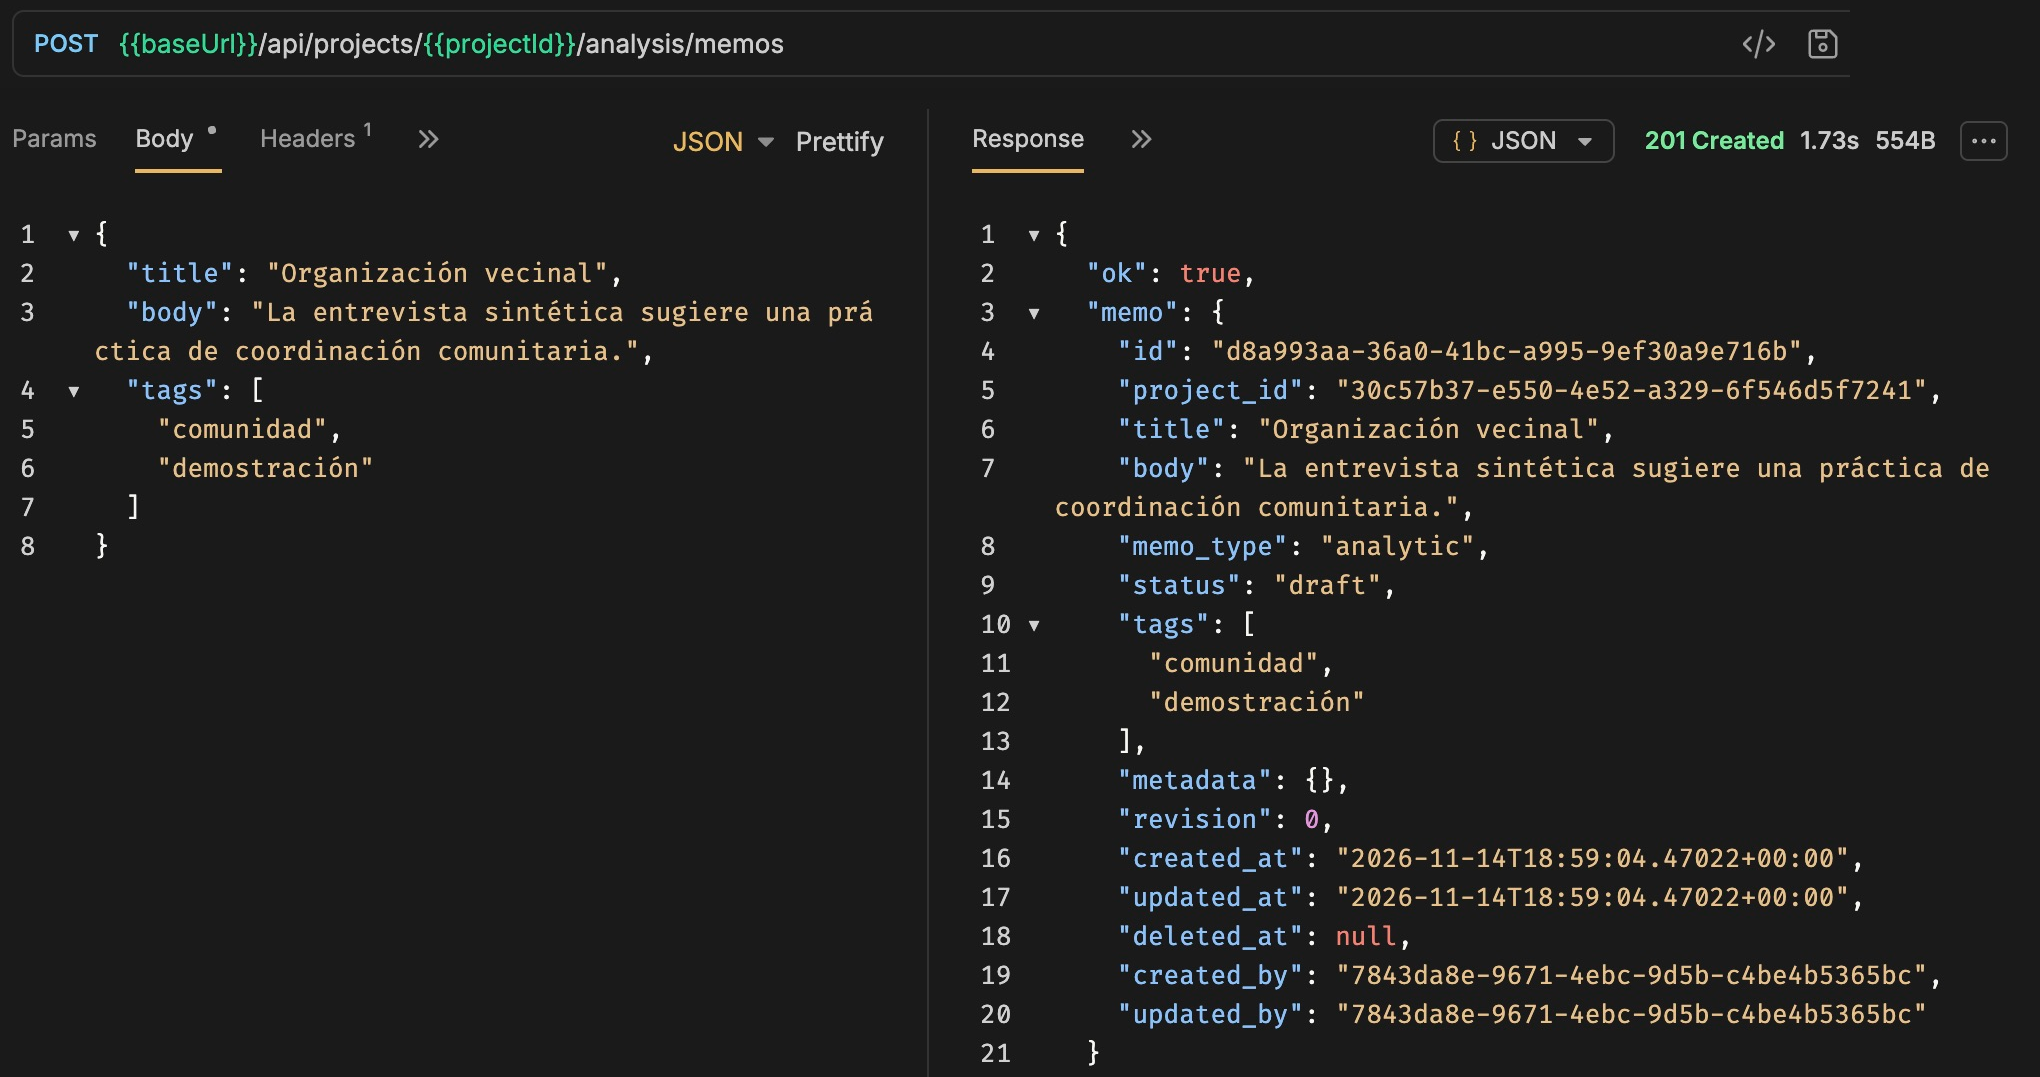 POST {{baseUrl}}/api/projects/{{projectId}}/analysis/memos
Params Body Headers 1 JSON Prettify
1 {
2 "title": "Organización vecinal",
3 "body": "La entrevista sintética sugiere una prá
ctica de coordinación comunitaria.",
4 "tags": [
5 "comunidad",
6 "demostración"
7 ]
8 }
Response { } JSON 201 Created 1.73s 554B ...
1 {
2 "ok": true,
3 "memo": {
4 "id": "d8a993aa-36a0-41bc-a995-9ef30a9e716b",
5 "project_id": "30c57b37-e550-4e52-a329-6f546d5f7241",
6 "title": "Organización vecinal",
7 "body": "La entrevista sintética sugiere una práctica de
coordinación comunitaria.",
8 "memo_type": "analytic",
9 "status": "draft",
10 "tags": [
11 "comunidad",
12 "demostración"
13 ],
14 "metadata": {},
15 "revision": 0,
16 "created_at": "2026-11-14T18:59:04.47022+00:00",
17 "updated_at": "2026-11-14T18:59:04.47022+00:00",
18 "deleted_at": null,
19 "created_by": "7843da8e-9671-4ebc-9d5b-c4be4b5365bc",
20 "updated_by": "7843da8e-9671-4ebc-9d5b-c4be4b5365bc"
21 }